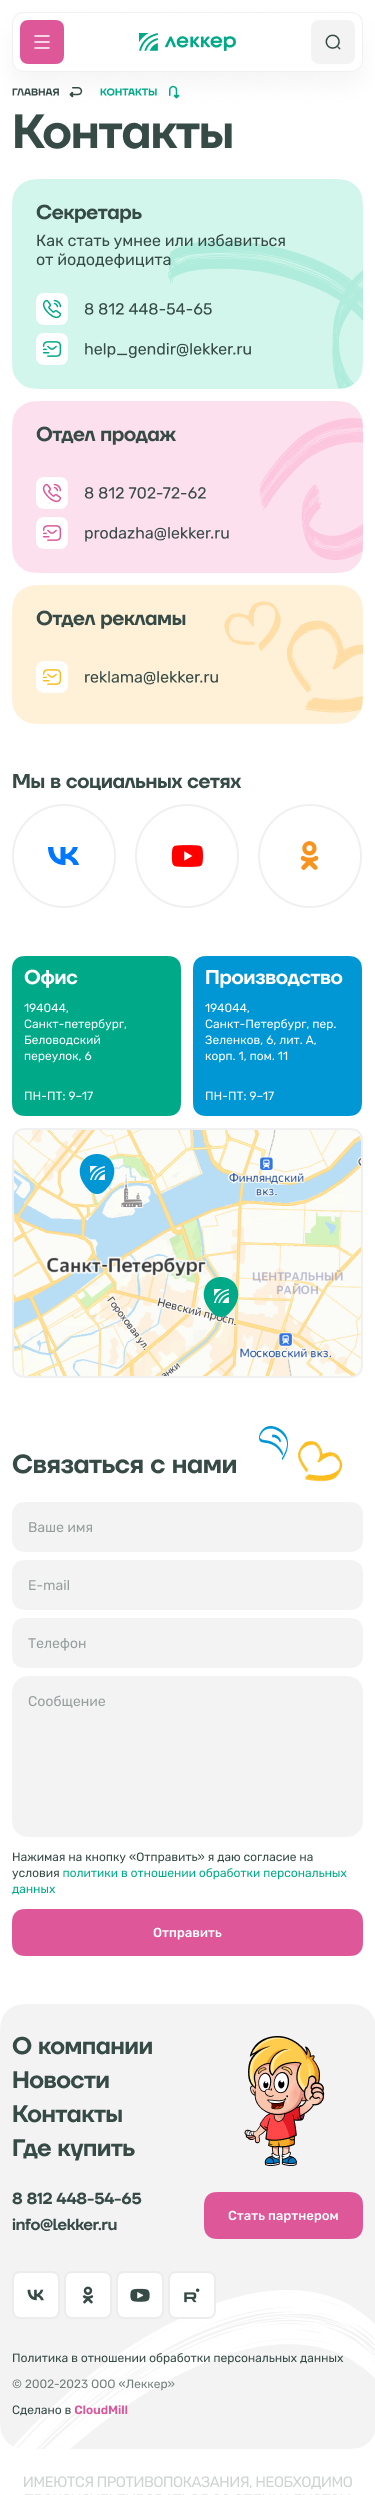 леккер
ГЛАВНАЯ КОНТАКТЫ
Контакты
Секретарь
Как стать умнее или избавиться
от йододефицита
8 812 448-54-65
help_gendir@lekker.ru
Отдел продаж
8 812 702-72-62
prodazha@lekker.ru
Отдел рекламы
reklama@lekker.ru
Мы в социальных сетях
Офис
194044,
Санкт-петербург,
Беловодский
переулок, 6
ПН-ПТ: 9–17
Производство
194044,
Санкт-Петербург, пер.
Зеленков, 6, лит. А,
корп. 1, пом. 11
ПН-ПТ: 9–17
Финляндский
вкз.
Санкт-Петербург
ЦЕНТРАЛЬНЫЙ
РАЙОН
Невский просп.
Гороховая ул.
Московский вкз.
Связаться с нами
Ваше имя
E-mail
Телефон
Сообщение
Нажимая на кнопку «Отправить» я даю согласие на
условия политики в отношении обработки персональных
данных
Отправить
О компании
Новости
Контакты
Где купить
8 812 448-54-65
info@lekker.ru
Стать партнером
Политика в отношении обработки персональных данных
© 2002-2023 ООО «Леккер»
Сделано в CloudMill
ИМЕЮТСЯ ПРОТИВОПОКАЗАНИЯ, НЕОБХОДИМО